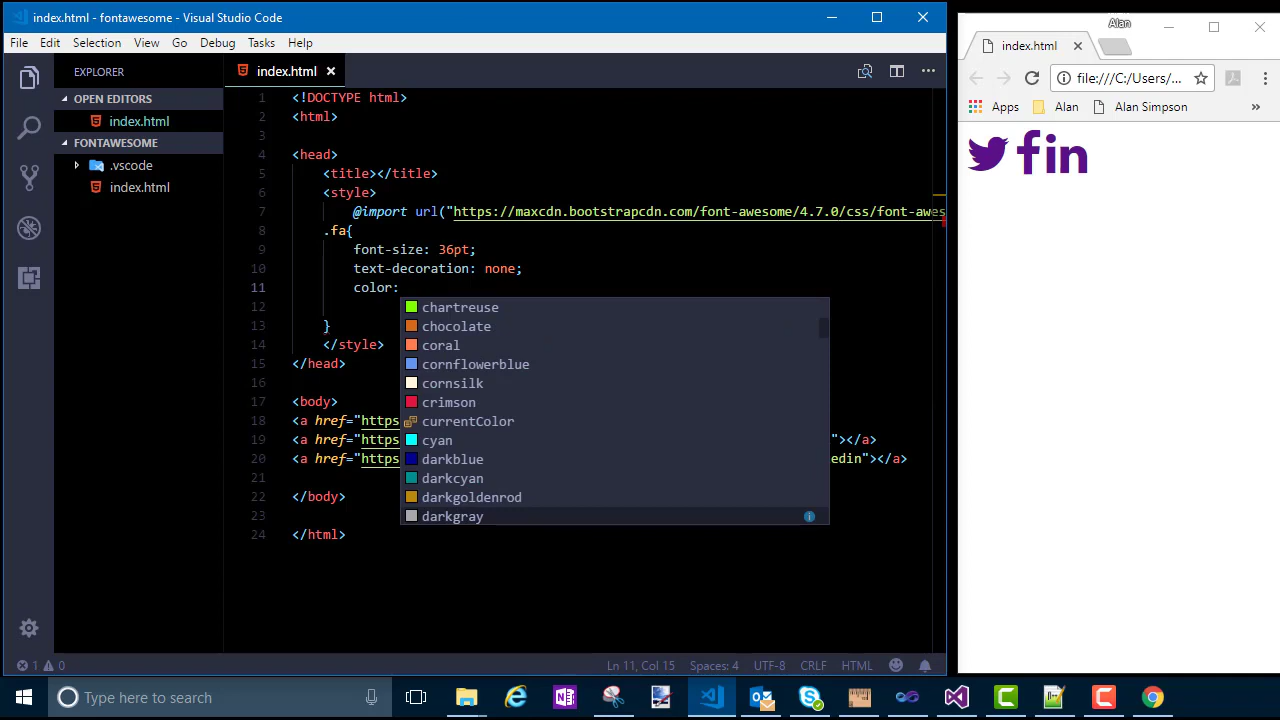 index.html - fontawesome - Visual Studio Code
File Edit Selection View Go Debug Tasks Help
EXPLORER
OPEN EDITORS
index.html
FONTAWESOME
.vscode
index.html
index.html
1 <!DOCTYPE html>
2 <html>
3
4 <head>
5 <title></title>
6 <style>
7 @import url("https://maxcdn.bootstrapcdn.com/font-awesome/4.7.0/css/font-awes
8 .fa{
9 font-size: 36pt;
10 text-decoration: none;
11 color:
12
13 }
14 </style>
15 </head>
16
17 <body>
18 <a href="https
19 <a href="https "></a>
20 <a href="https edin"></a>
21
22 </body>
23
24 </html>
chartreuse
chocolate
coral
cornflowerblue
cornsilk
crimson
currentColor
cyan
darkblue
darkcyan
darkgoldenrod
darkgray
1 0
Ln 11, Col 15 Spaces: 4 UTF-8 CRLF HTML
Alan
index.html
file:///C:/Users/...
Apps Alan Alan Simpson »
f in
Type here to search